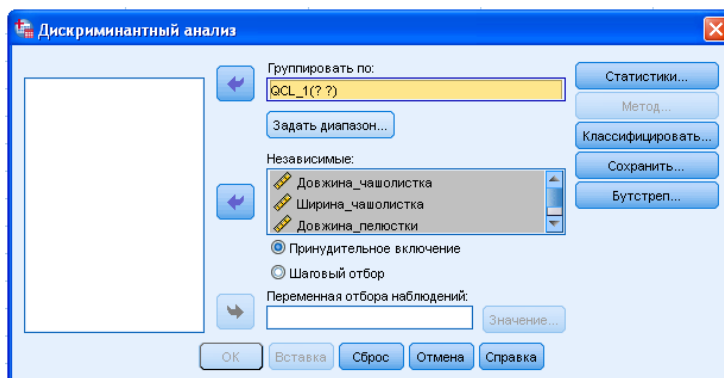 Дискриминантный анализ
Группировать по:
QCL_1(? ?)
Задать диапазон...
Независимые:
Довжина_чашолистка
Ширина_чашолистка
Довжина_пелюстки
Принудительное включение
Шаговый отбор
Переменная отбора наблюдений:
Значение...
Статистики...
Метод...
Классифицировать...
Сохранить...
Бутстреп...
ОК
Вставка
Сброс
Отмена
Справка